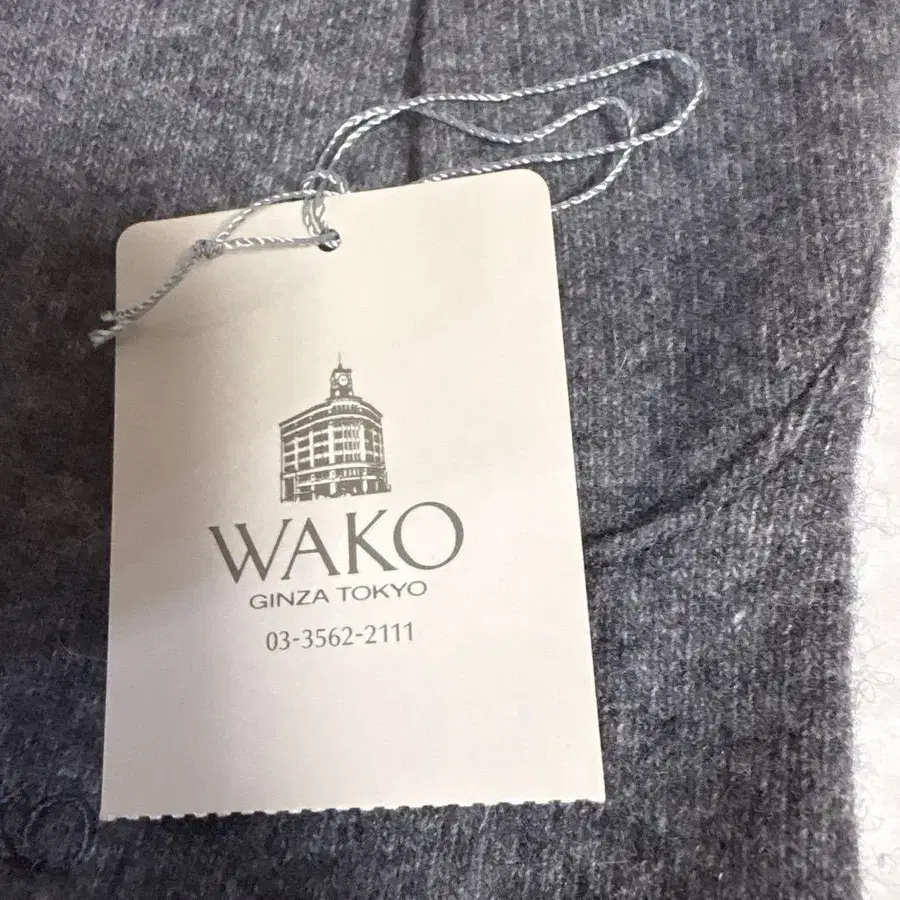 WAKO
GINZA TOKYO
03-3562-2111